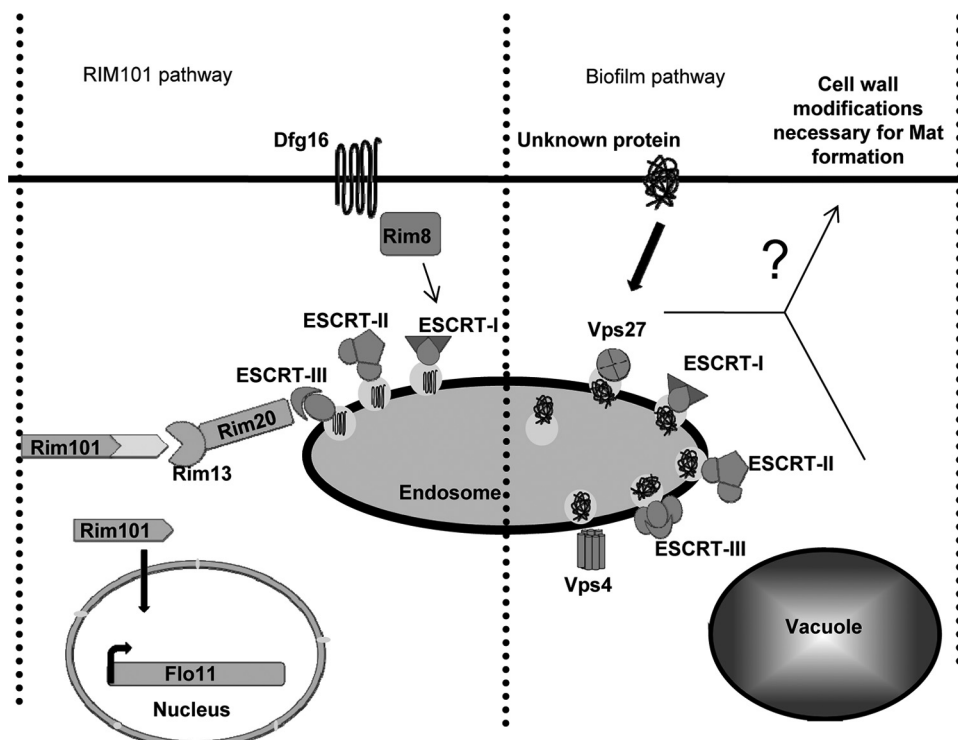 RIM101 pathway
Biofilm pathway
Cell wall
modifications
necessary for Mat
formation
Dfg16
Unknown protein
Rim8
?
ESCRT-II
ESCRT-I
Vps27
ESCRT-I
ESCRT-III
Rim20
Rim101
Rim13
ESCRT-II
Endosome
ESCRT-III
Rim101
Vps4
Vacuole
Flo11
Nucleus